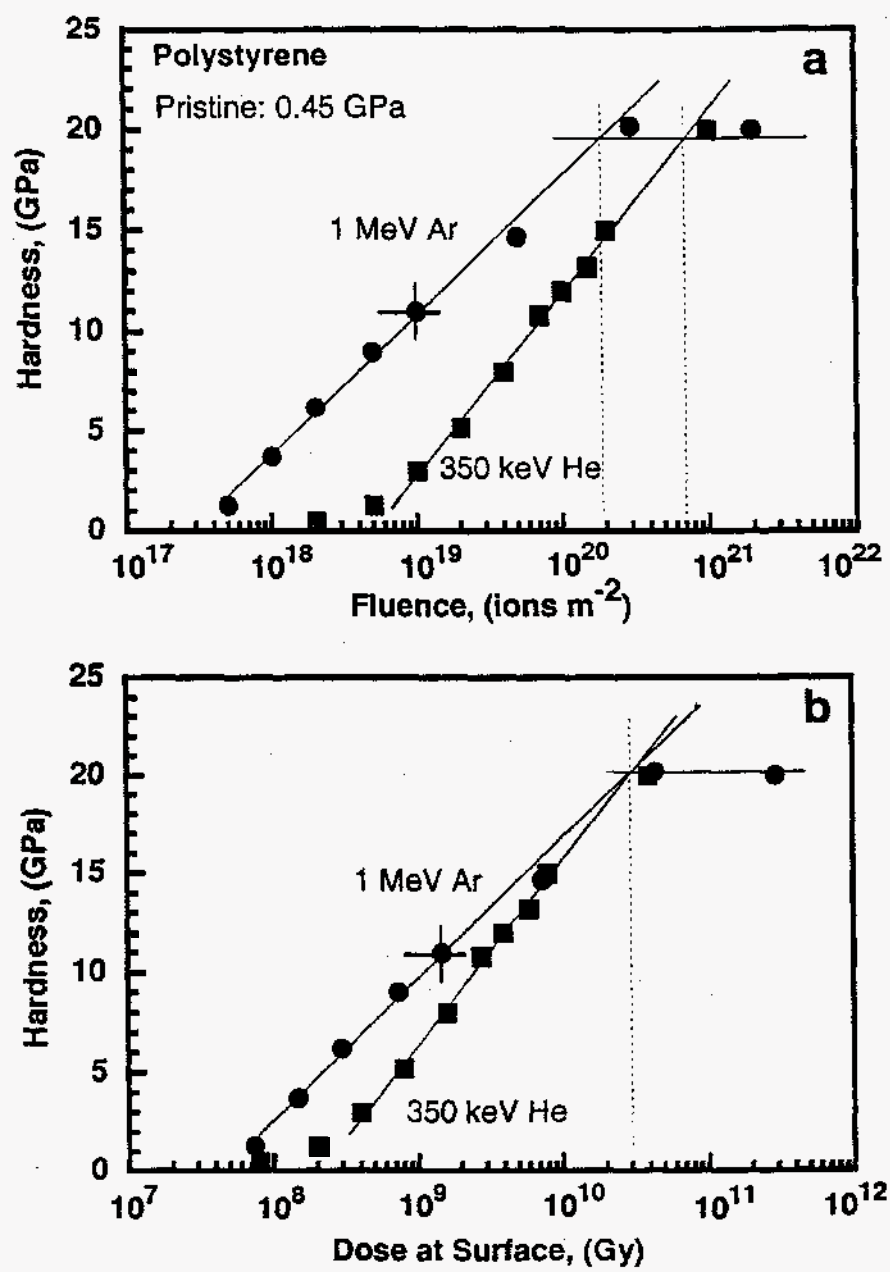 a
Polystyrene
Pristine: 0.45 GPa
1 MeV Ar
350 keV He
Hardness, (GPa)
25
20
15
10
5
0
10^17 10^18 10^19 10^20 10^21 10^22
Fluence, (ions m^-2)
b
1 MeV Ar
350 keV He
Hardness, (GPa)
25
20
15
10
5
0
10^7 10^8 10^9 10^10 10^11 10^12
Dose at Surface, (Gy)